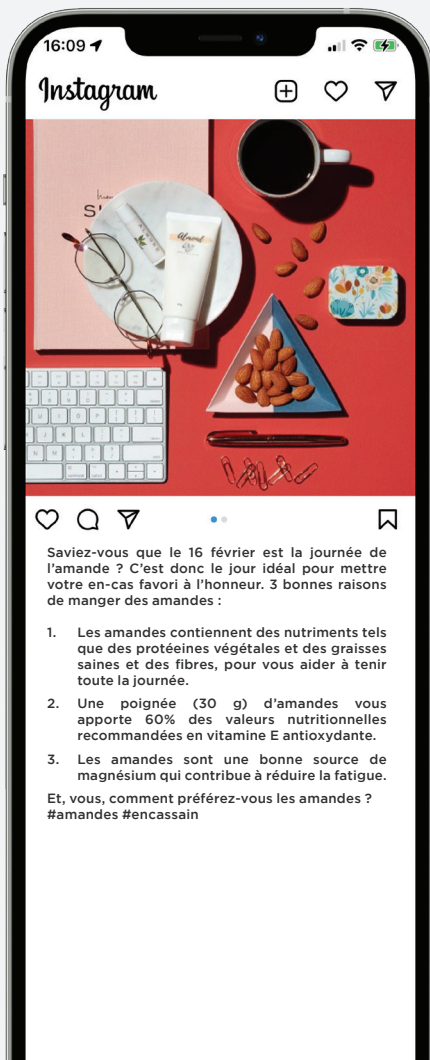 16:09
Instagram
Almond
Saviez-vous que le 16 février est la journée de
l'amande ? C'est donc le jour idéal pour mettre
votre en-cas favori à l'honneur. 3 bonnes raisons
de manger des amandes :
1. Les amandes contiennent des nutriments tels
que des protéeines végétales et des graisses
saines et des fibres, pour vous aider à tenir
toute la journée.
2. Une poignée (30 g) d'amandes vous
apporte 60% des valeurs nutritionnelles
recommandées en vitamine E antioxydante.
3. Les amandes sont une bonne source de
magnésium qui contribue à réduire la fatigue.
Et, vous, comment préférez-vous les amandes ?
#amandes #encassain